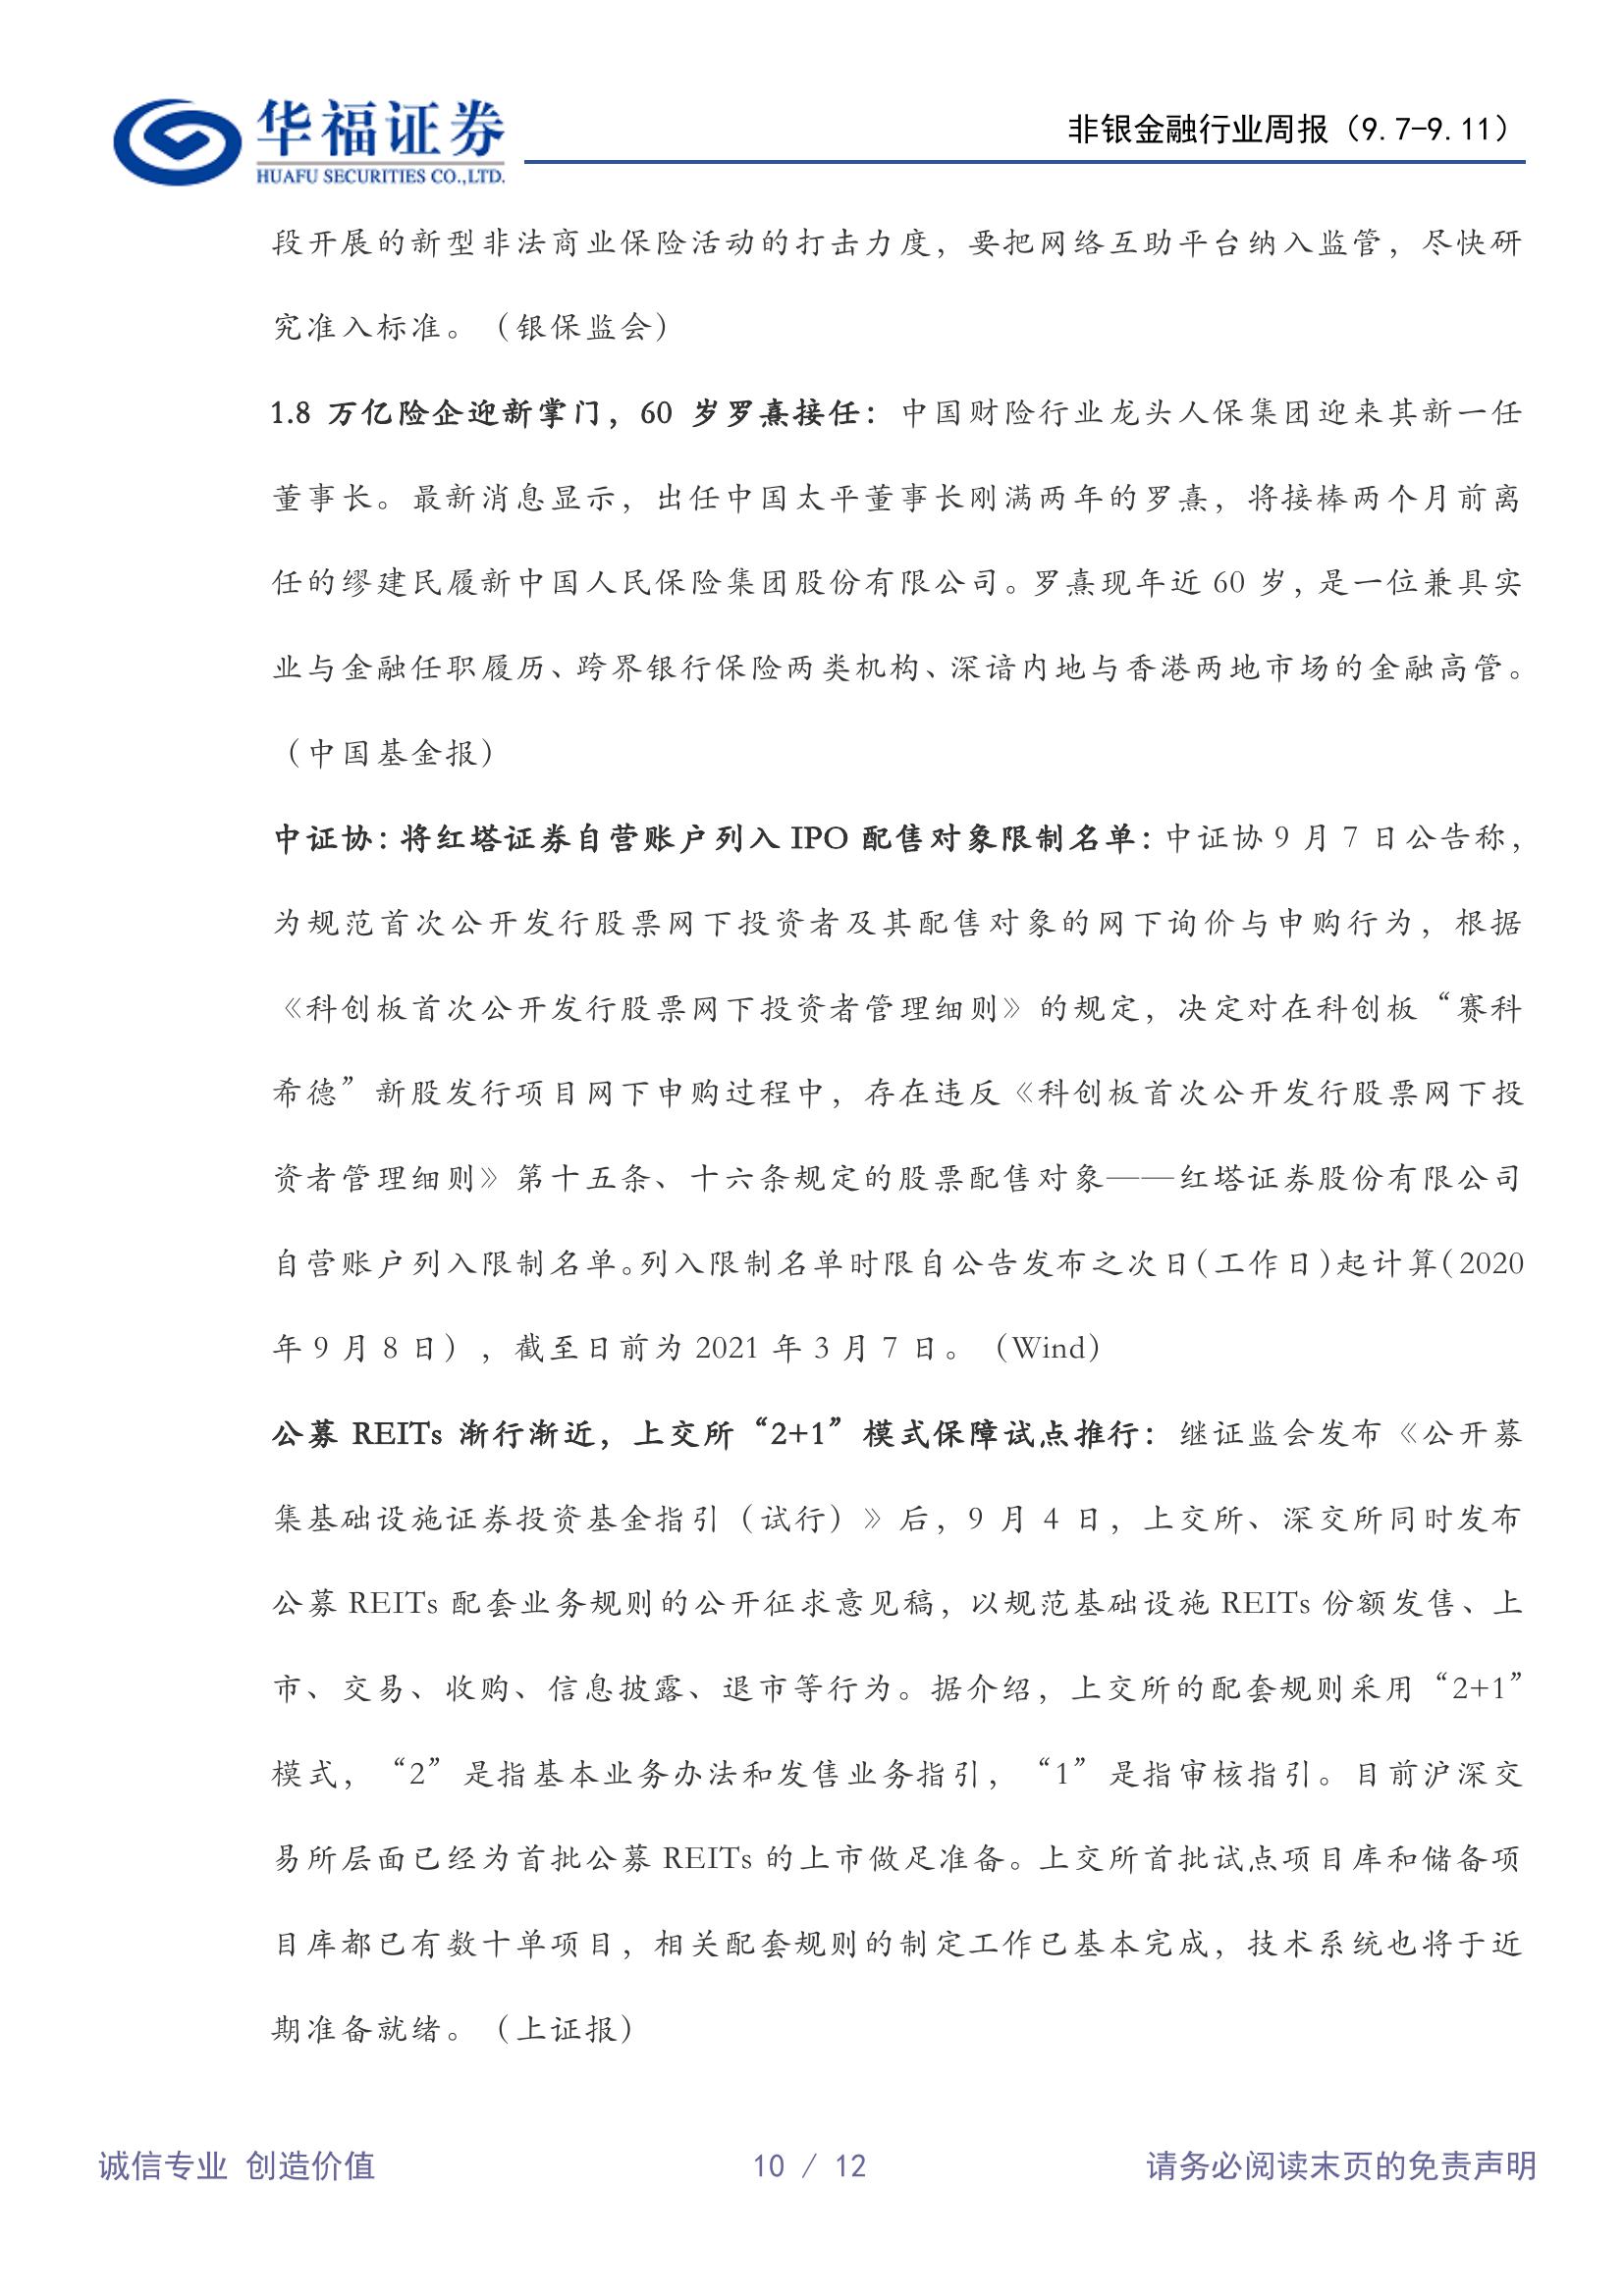 华福证券
HUAFU SECURITIES CO.,LTD.
非银金融行业周报（9.7-9.11）
段开展的新型非法商业保险活动的打击力度，要把网络互助平台纳入监管，尽快研
究准入标准。（银保监会）
1.8 万亿险企迎新掌门，60 岁罗熹接任：中国财险行业龙头人保集团迎来其新一任
董事长。最新消息显示，出任中国太平董事长刚满两年的罗熹，将接棒两个月前离
任的缪建民履新中国人民保险集团股份有限公司。罗熹现年近 60 岁，是一位兼具实
业与金融任职履历、跨界银行保险两类机构、深谙内地与香港两地市场的金融高管。
（中国基金报）
中证协：将红塔证券自营账户列入 IPO 配售对象限制名单：中证协 9 月 7 日公告称，
为规范首次公开发行股票网下投资者及其配售对象的网下询价与申购行为，根据
《科创板首次公开发行股票网下投资者管理细则》的规定，决定对在科创板“赛科
希德”新股发行项目网下申购过程中，存在违反《科创板首次公开发行股票网下投
资者管理细则》第十五条、十六条规定的股票配售对象——红塔证券股份有限公司
自营账户列入限制名单。列入限制名单时限自公告发布之次日（工作日）起计算（2020
年 9 月 8 日），截至日前为 2021 年 3 月 7 日。（Wind）
公募 REITs 渐行渐近，上交所“2+1”模式保障试点推行：继证监会发布《公开募
集基础设施证券投资基金指引（试行）》后，9 月 4 日，上交所、深交所同时发布
公募 REITs 配套业务规则的公开征求意见稿，以规范基础设施 REITs 份额发售、上
市、交易、收购、信息披露、退市等行为。据介绍，上交所的配套规则采用“2+1”
模式，“2”是指基本业务办法和发售业务指引，“1”是指审核指引。目前沪深交
易所层面已经为首批公募 REITs 的上市做足准备。上交所首批试点项目库和储备项
目库都已有数十单项目，相关配套规则的制定工作已基本完成，技术系统也将于近
期准备就绪。（上证报）
诚信专业 创造价值
10 / 12
请务必阅读末页的免责声明